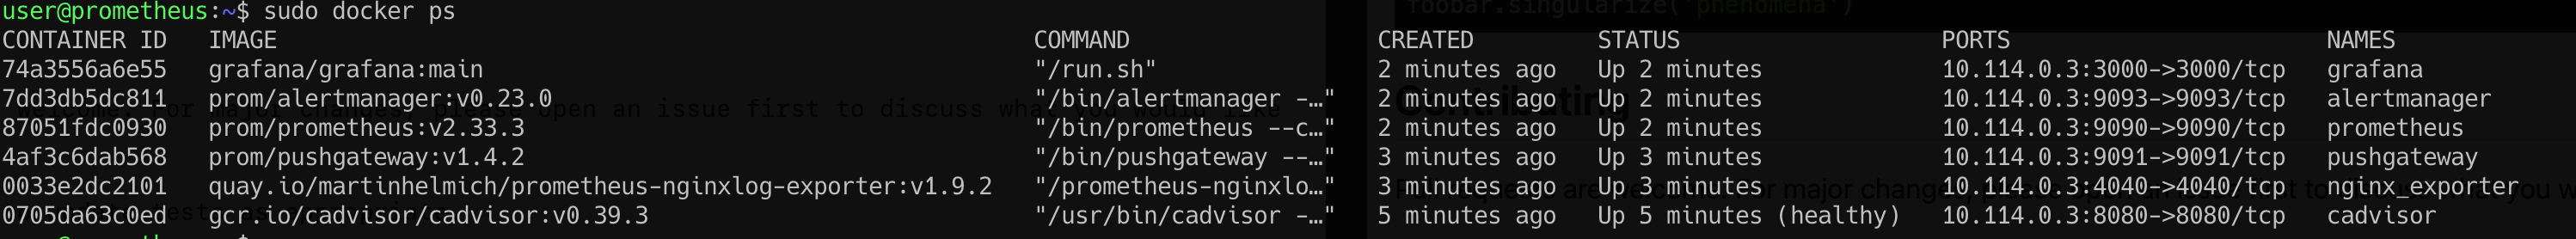 user@prometheus:~$ sudo docker ps
foobar.singularize('phenomena')
CONTAINER ID IMAGE COMMAND CREATED STATUS PORTS NAMES
74a3556a6e55 grafana/grafana:main "/run.sh" 2 minutes ago Up 2 minutes 10.114.0.3:3000->3000/tcp grafana
7dd3db5dc811 prom/alertmanager:v0.23.0 "/bin/alertmanager -…" 2 minutes ago Up 2 minutes 10.114.0.3:9093->9093/tcp alertmanager
87051fdc0930 prom/prometheus:v2.33.3 "/bin/prometheus --c…" 2 minutes ago Up 2 minutes 10.114.0.3:9090->9090/tcp prometheus
4af3c6dab568 prom/pushgateway:v1.4.2 "/bin/pushgateway --…" 3 minutes ago Up 3 minutes 10.114.0.3:9091->9091/tcp pushgateway
0033e2dc2101 quay.io/martinhelmich/prometheus-nginxlog-exporter:v1.9.2 "/prometheus-nginxlo…" 3 minutes ago Up 3 minutes 10.114.0.3:4040->4040/tcp nginx_exporter
0705da63c0ed gcr.io/cadvisor/cadvisor:v0.39.3 "/usr/bin/cadvisor -…" 5 minutes ago Up 5 minutes (healthy) 10.114.0.3:8080->8080/tcp cadvisor